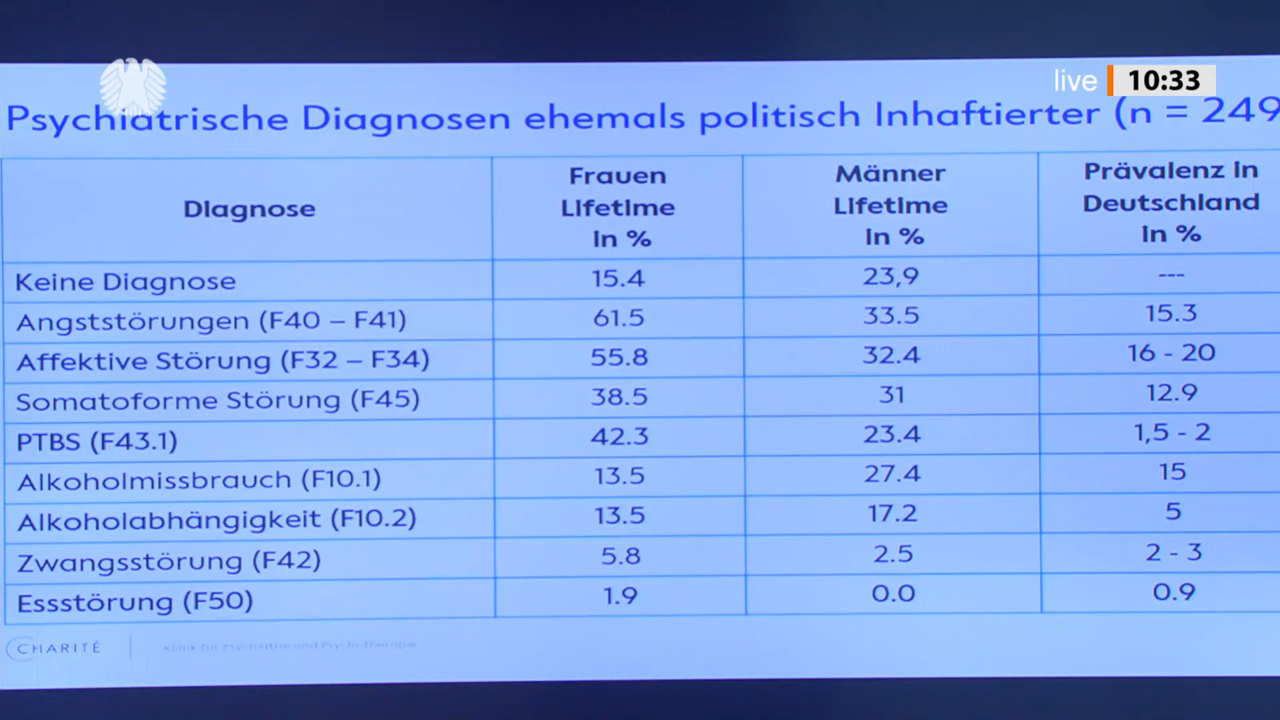 live 10:33
Psychiatrische Diagnosen ehemals politisch Inhaftierter (n = 249
Diagnose
Frauen
Lifetime
in %
Männer
Lifetime
in %
Prävalenz in
Deutschland
in %
Keine Diagnose 15.4 23,9 ---
Angststörungen (F40 – F41) 61.5 33.5 15.3
Affektive Störung (F32 – F34) 55.8 32.4 16 - 20
Somatoforme Störung (F45) 38.5 31 12.9
PTBS (F43.1) 42.3 23.4 1,5 - 2
Alkoholmissbrauch (F10.1) 13.5 27.4 15
Alkoholabhängigkeit (F10.2) 13.5 17.2 5
Zwangsstörung (F42) 5.8 2.5 2 - 3
Essstörung (F50) 1.9 0.0 0.9
CHARITÉ Klinik für Psychiatrie und Psychotherapie